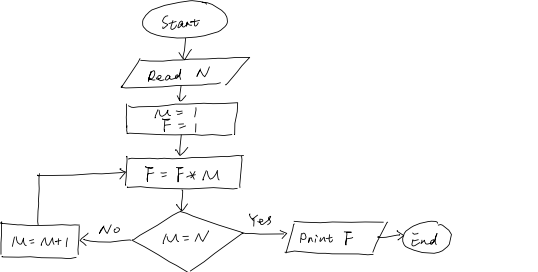 Start
Read N
M = 1
F = 1
F = F * M
M = N
No
Yes
M = M+1
Print F
End